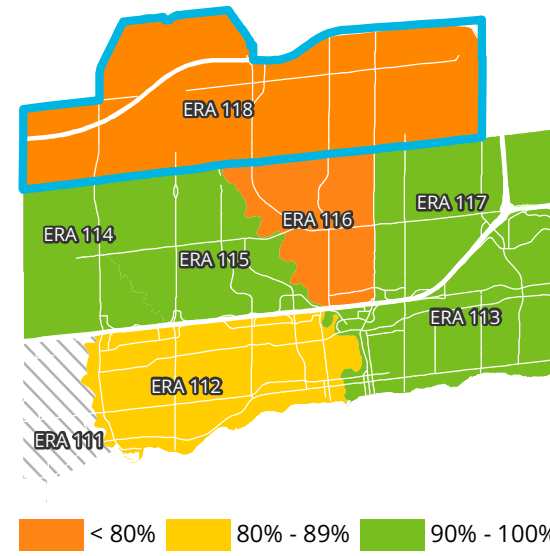 ERA 118
ERA 117
ERA 116
ERA 114
ERA 115
ERA 113
ERA 112
ERA 111
< 80% 80% - 89% 90% - 100%